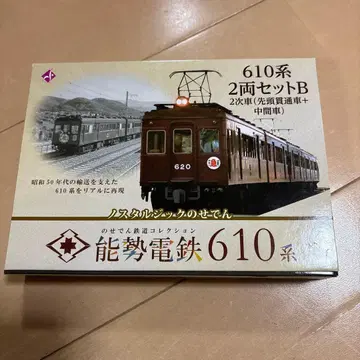 610系
2両セットB
2次車(先頭貫通車+
中間車)
620
昭和50年代の輸送を支えた
610系をリアルに再現
ノスタルジックのせでん
のせでん鉄道コレクション
能勢電鉄610系